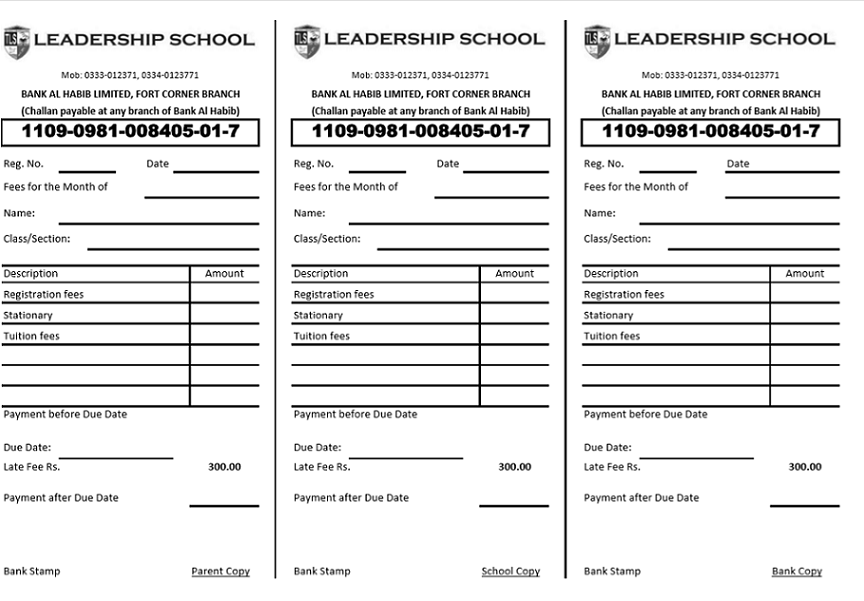 TLS LEADERSHIP SCHOOL
Mob: 0333-012371, 0334-0123771
BANK AL HABIB LIMITED, FORT CORNER BRANCH
(Challan payable at any branch of Bank Al Habib)
1109-0981-008405-01-7
Reg. No. Date
Fees for the Month of
Name:
Class/Section:
Description Amount
Registration fees
Stationary
Tuition fees
Payment before Due Date
Due Date:
Late Fee Rs. 300.00
Payment after Due Date
Bank Stamp Parent Copy
TLS LEADERSHIP SCHOOL
Mob: 0333-012371, 0334-0123771
BANK AL HABIB LIMITED, FORT CORNER BRANCH
(Challan payable at any branch of Bank Al Habib)
1109-0981-008405-01-7
Reg. No. Date
Fees for the Month of
Name:
Class/Section:
Description Amount
Registration fees
Stationary
Tuition fees
Payment before Due Date
Due Date:
Late Fee Rs. 300.00
Payment after Due Date
Bank Stamp School Copy
TLS LEADERSHIP SCHOOL
Mob: 0333-012371, 0334-0123771
BANK AL HABIB LIMITED, FORT CORNER BRANCH
(Challan payable at any branch of Bank Al Habib)
1109-0981-008405-01-7
Reg. No. Date
Fees for the Month of
Name:
Class/Section:
Description Amount
Registration fees
Stationary
Tuition fees
Payment before Due Date
Due Date:
Late Fee Rs. 300.00
Payment after Due Date
Bank Stamp Bank Copy